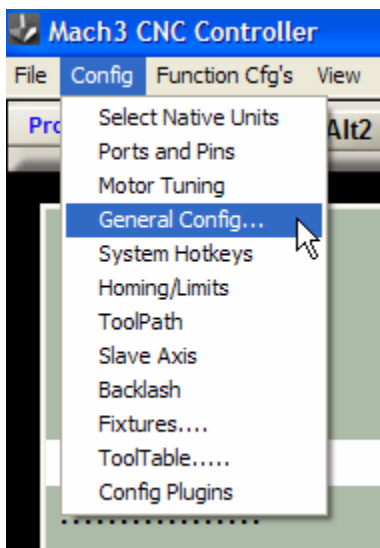 Mach3 CNC Controller
File Config Function Cfg's View
Pro Alt2
Select Native Units
Ports and Pins
Motor Tuning
General Config...
System Hotkeys
Homing/Limits
ToolPath
Slave Axis
Backlash
Fixtures....
ToolTable.....
Config Plugins